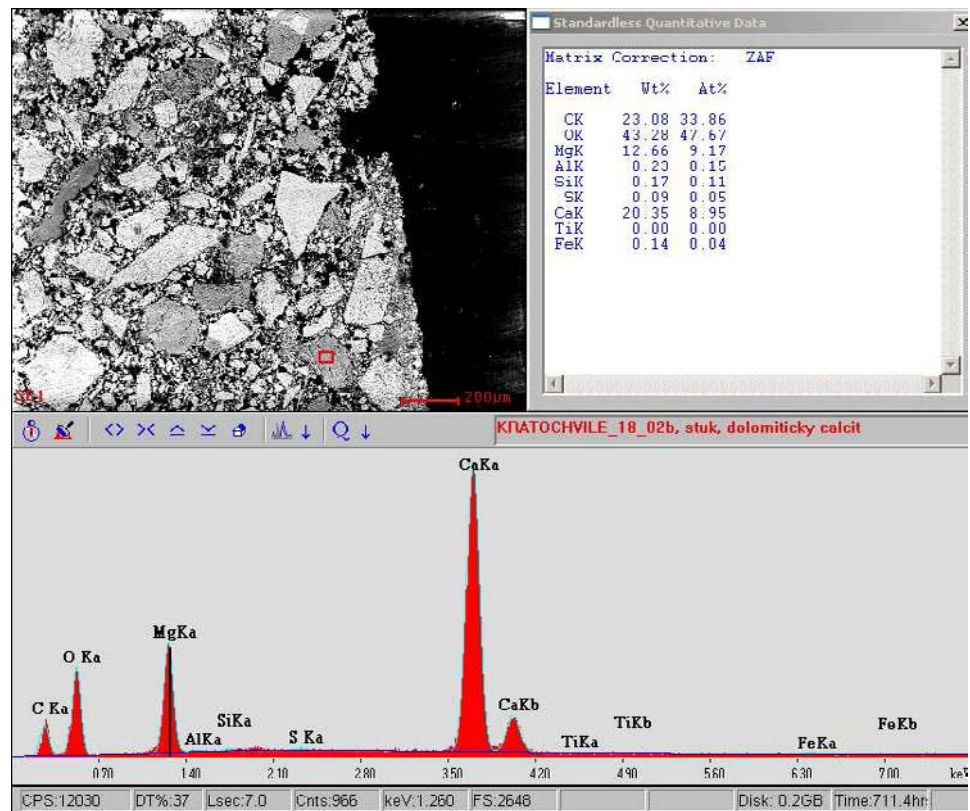 Standardless Quantitative Data
Matrix Correction: ZAF
Element Wt% At%
CK 23.08 33.86
OK 43.28 47.67
MgK 12.66 9.17
AlK 0.23 0.15
SiK 0.17 0.11
SK 0.09 0.05
CaK 20.35 8.95
TiK 0.00 0.00
FeK 0.14 0.04
200µm
Q
KПATOCHVILE_18_02b, stuk, dolomiticky calcit
CaKa
MgKa
O Ka
CaKb
C Ka
SiKa
TiKb
FeKb
AlKa
S Ka
TiKa
FeKa
0.70 1.40 2.10 2.80 3.50 4.20 4.90 5.60 6.30 7.00 keV
CPS:12030 DT%:37 Lsec:7.0 Cnts:966 keV:1.260 FS:2648 Disk: 0.2GB Time:711.4hr